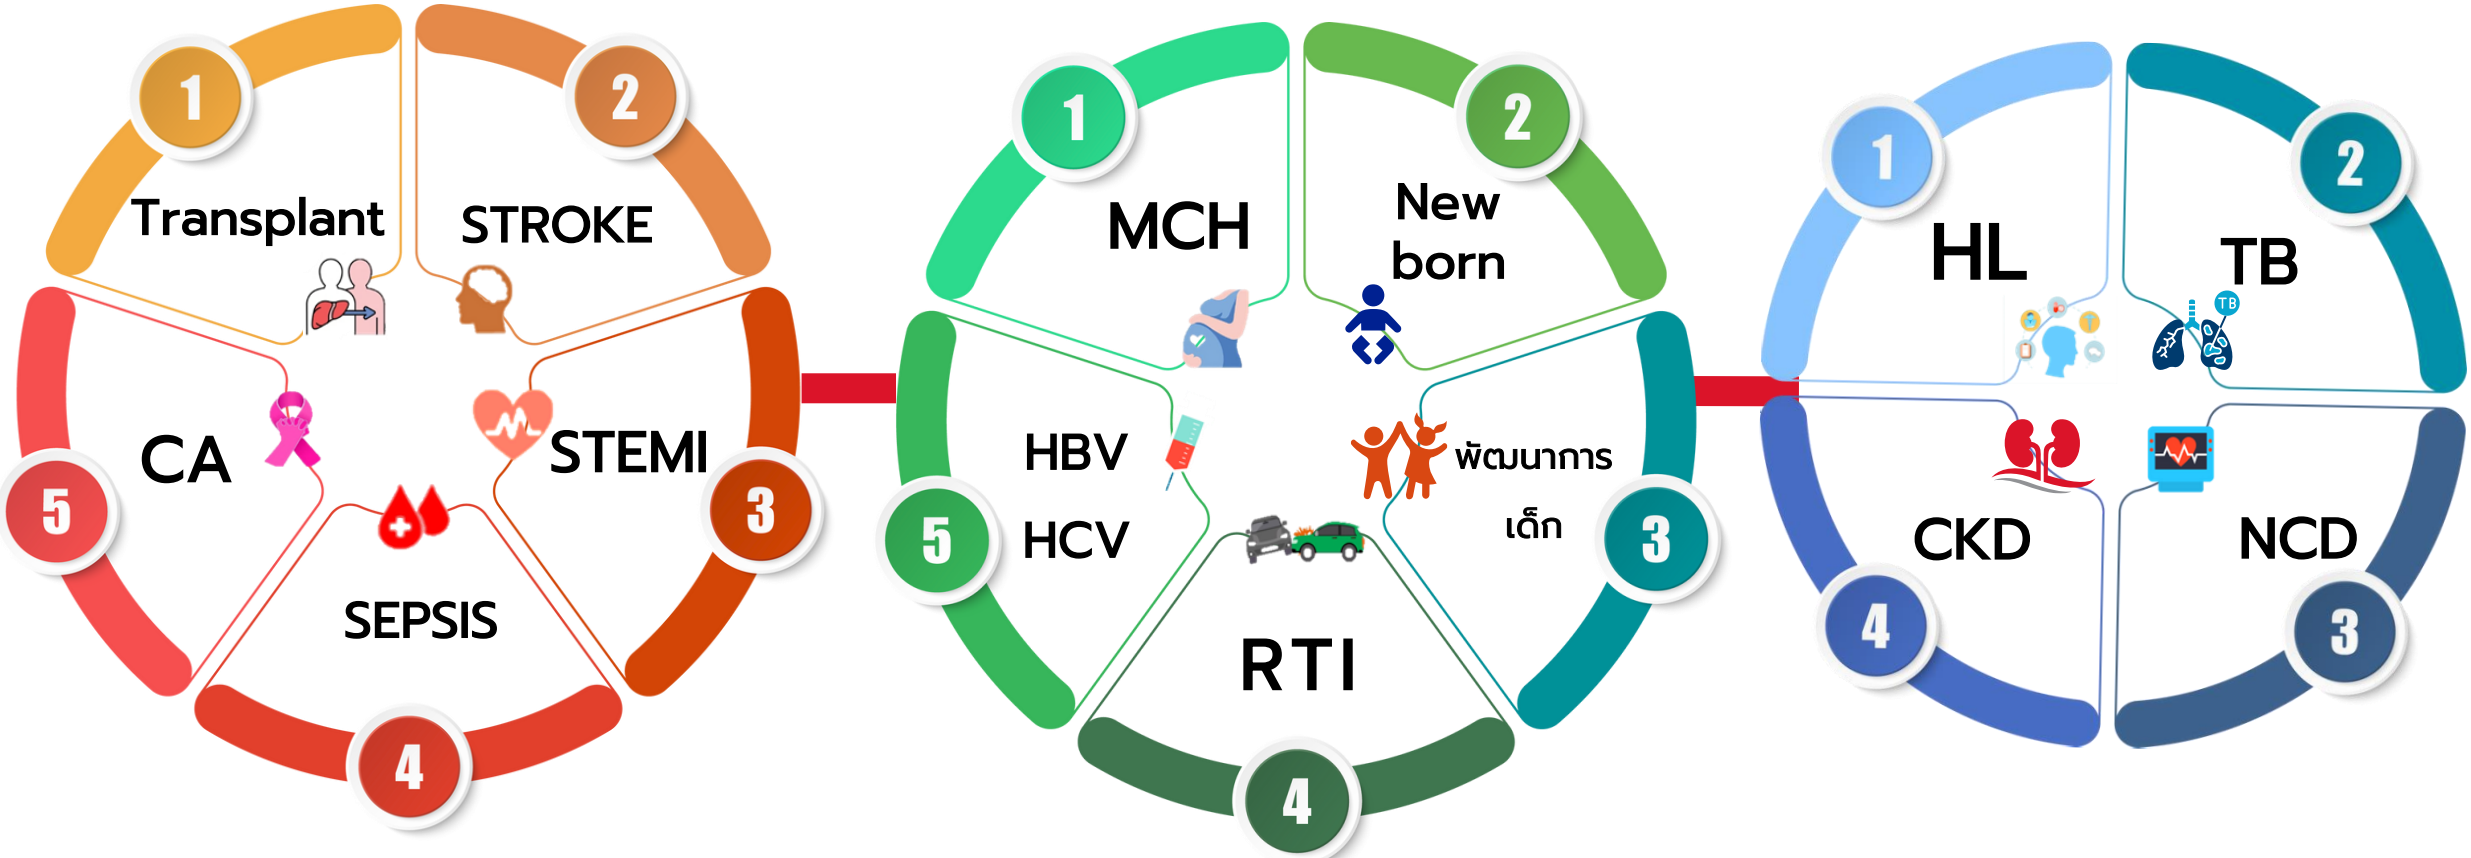 1
Transplant
2
STROKE
3
STEMI
4
SEPSIS
5
CA
1
MCH
2
New
born
3
พัฒนาการ
เด็ก
4
RTI
5
HBV
HCV
1
HL
2
TB
TB
3
NCD
4
CKD